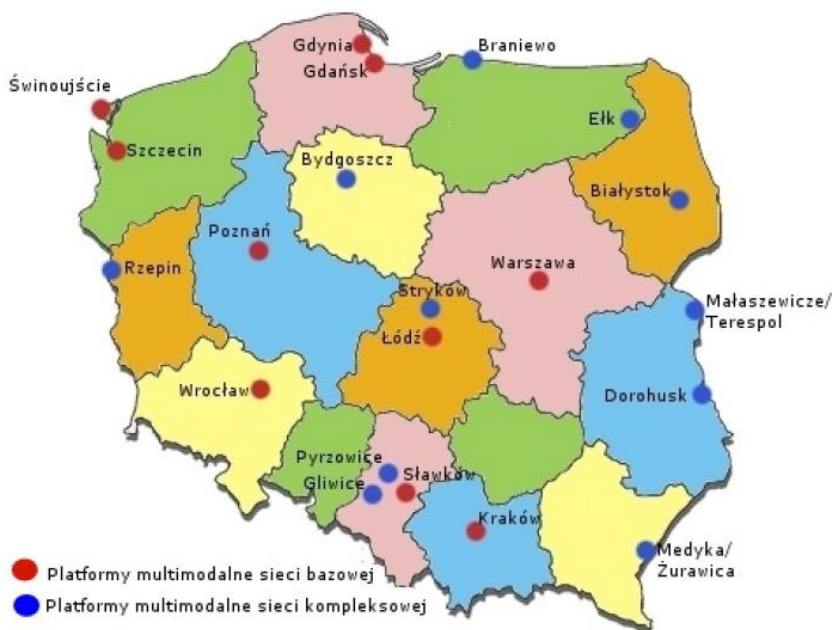 Gdynia
Gdańsk
Braniewo
Świnoujście
Ełk
Szczecin
Bydgoszcz
Białystok
Poznań
Rzepin
Warszawa
Stryków
Małaszewicze/
Terespol
Łódź
Wrocław
Dorohusk
Pyrzowice
Gliwice
Sławków
Kraków
Medyka/
Żurawica
Platformy multimodalne sieci bazowej
Platformy multimodalne sieci kompleksowej